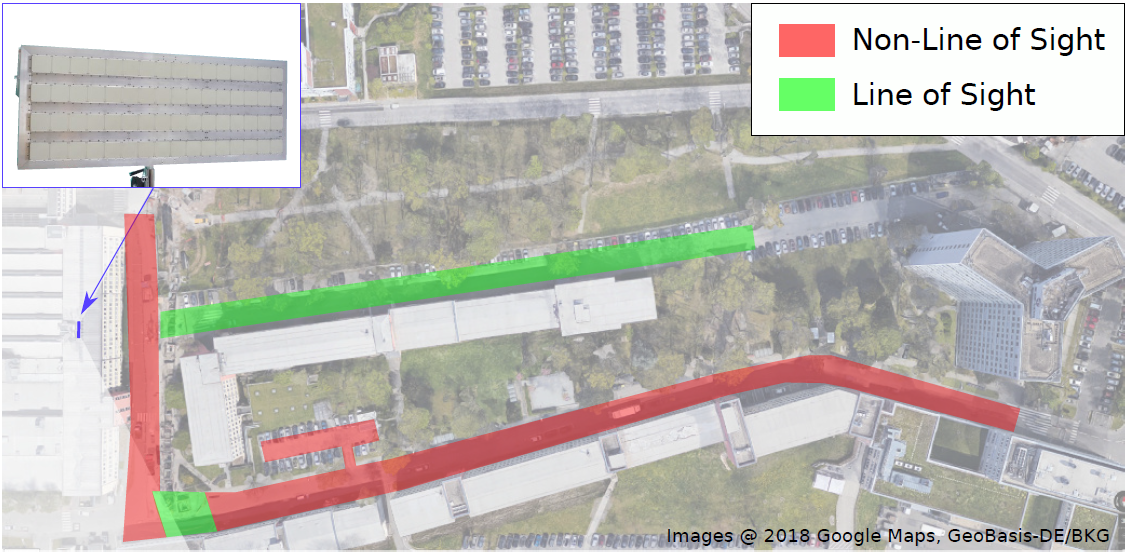 Non-Line of Sight
Line of Sight
Images @ 2018 Google Maps, GeoBasis-DE/BKG